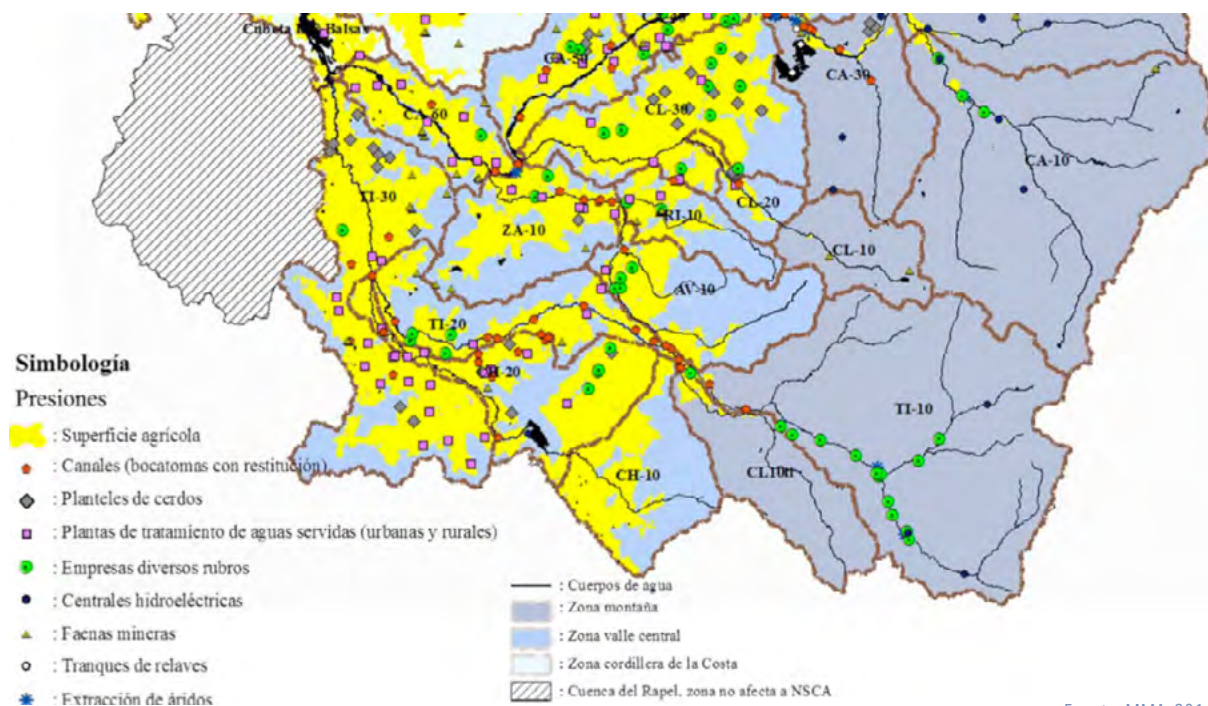 CA-50
CA-30
CL-30
CA-60
CA-10
TI-30
CL-20
RI-10
ZA-10
CL-10
AV-10
TI-20
CH-20
TI-10
CH-10
Simbología
Presiones
: Superficie agrícola
: Canales (bocatomas con restitución)
: Planteles de cerdos
: Plantas de tratamiento de aguas servidas (urbanas y rurales)
: Empresas diversos rubros
: Centrales hidroeléctricas
: Faenas mineras
: Tranques de relaves
: Extracción de áridos
: Cuerpos de agua
: Zona montaña
: Zona valle central
: Zona cordillera de la Costa
: Cuenca del Rapel, zona no afecta a NSCA